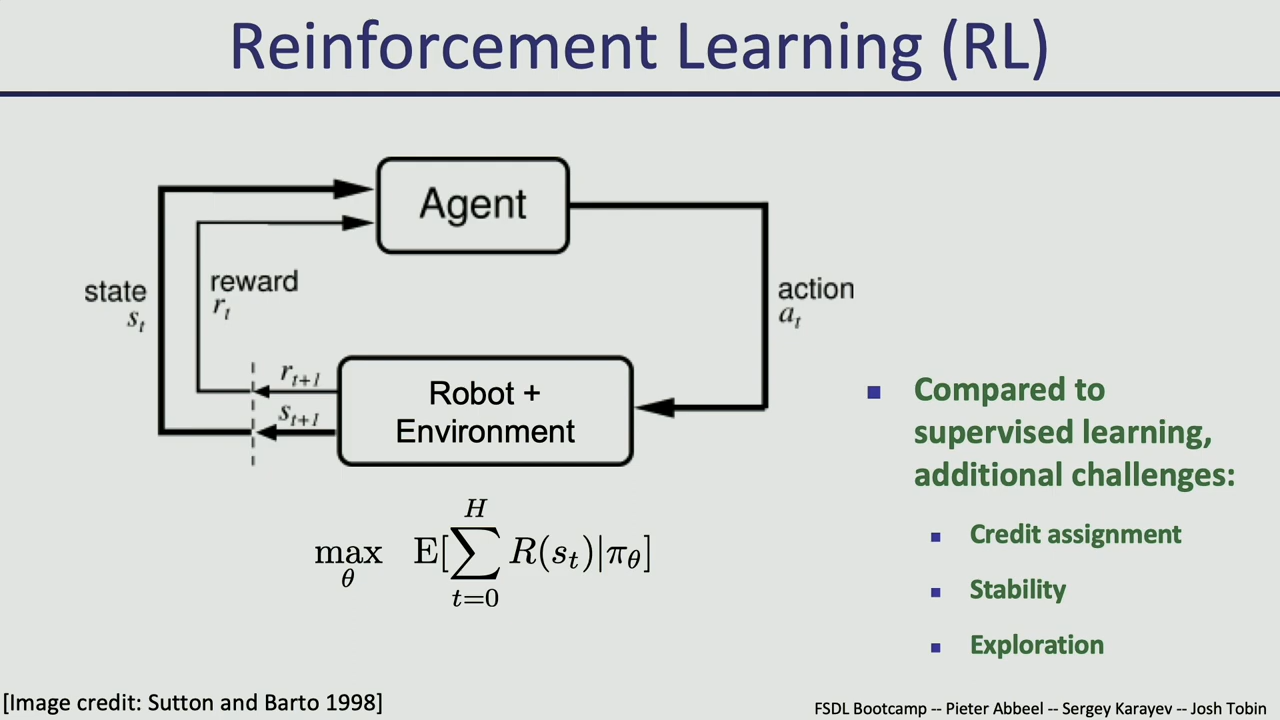 Reinforcement Learning (RL)
Agent
state
s_t
reward
r_t
action
a_t
r_{t+1}
s_{t+1}
Robot +
Environment
max_θ E[∑_{t=0}^{H} R(s_t)|π_θ]
Compared to
supervised learning,
additional challenges:
Credit assignment
Stability
Exploration
[Image credit: Sutton and Barto 1998]
FSDL Bootcamp -- Pieter Abbeel -- Sergey Karayev -- Josh Tobin